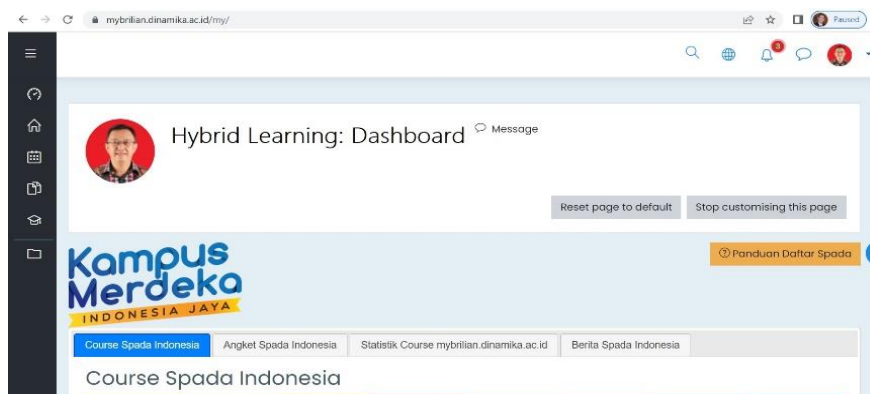 mybrilian.dinamika.ac.id/my/
Paused
3
Hybrid Learning: Dashboard
Message
Reset page to default
Stop customising this page
Kampus
Merdeka
INDONESIA JAYA
Panduan Daftar Spada
Course Spada Indonesia
Angket Spada Indonesia
Statistik Course mybrilian.dinamika.ac.id
Berita Spada Indonesia
Course Spada Indonesia